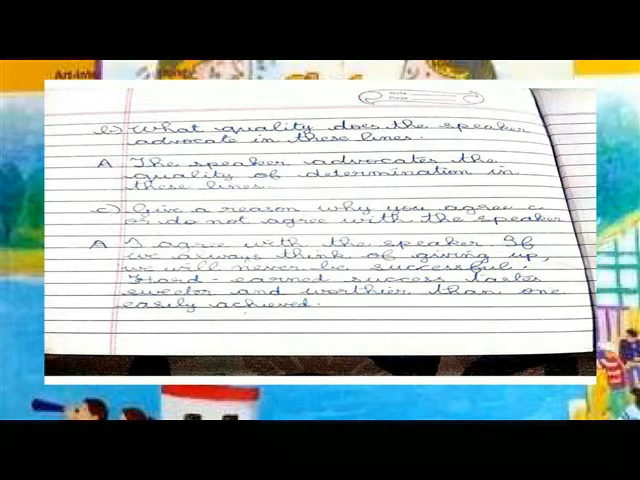 b) What quality does the speaker
advocate in these lines.
A. The speaker advocates the
quality of determination in
these lines.
c) Give a reason why you agree
or do not agree with the speaker
A I agree with the speaker. If
we always think of giving up,
we will never be successful.
Hard-earned success tastes
sweeter and worthier than one
easily achieved.